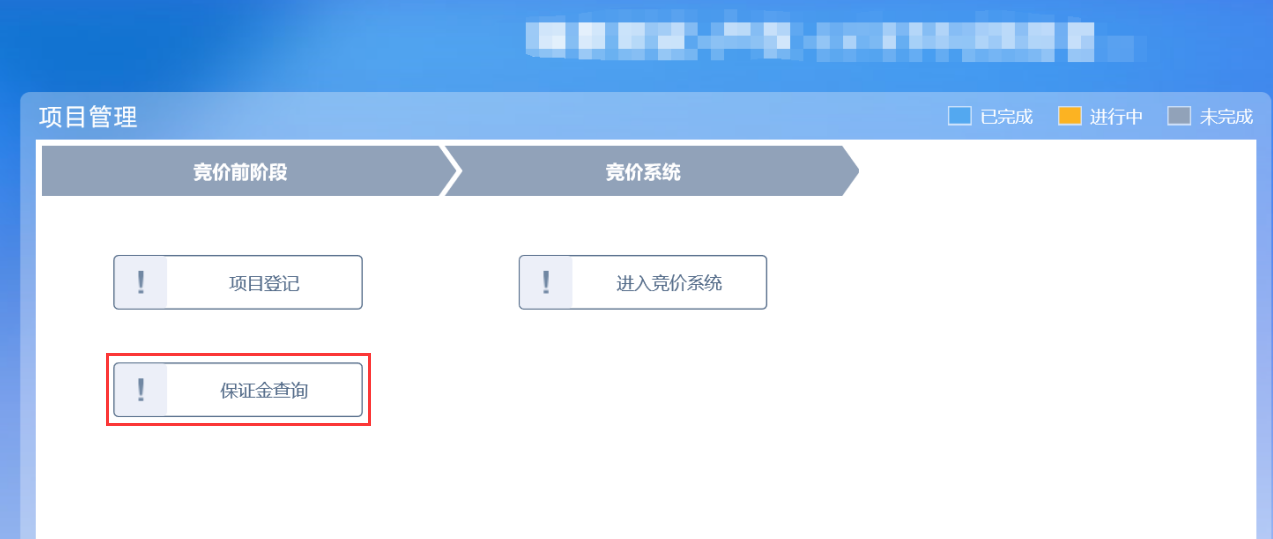 项目管理
已完成 进行中 未完成
竞价前阶段 竞价系统
! 项目登记 ! 进入竞价系统
! 保证金查询